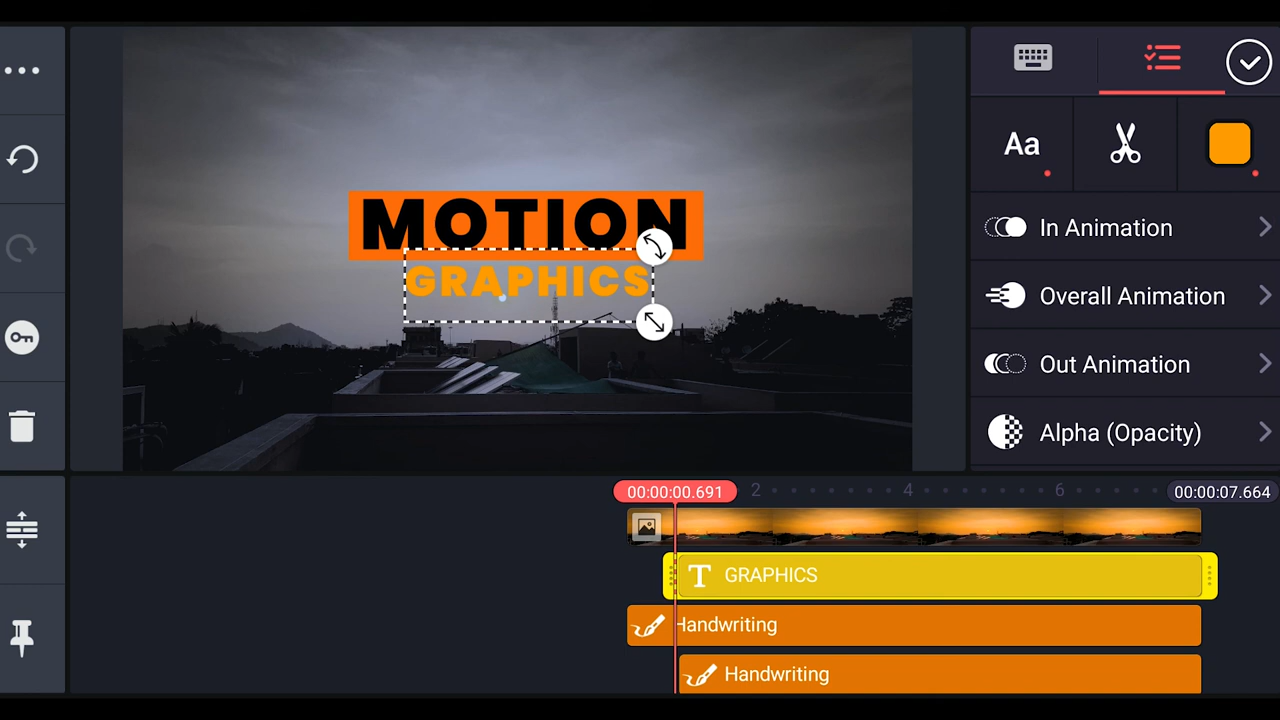 MOTION
GRAPHICS
Aa
In Animation
Overall Animation
Out Animation
Alpha (Opacity)
00:00:00.691
2
4
6
00:00:07.664
T GRAPHICS
Handwriting
Handwriting